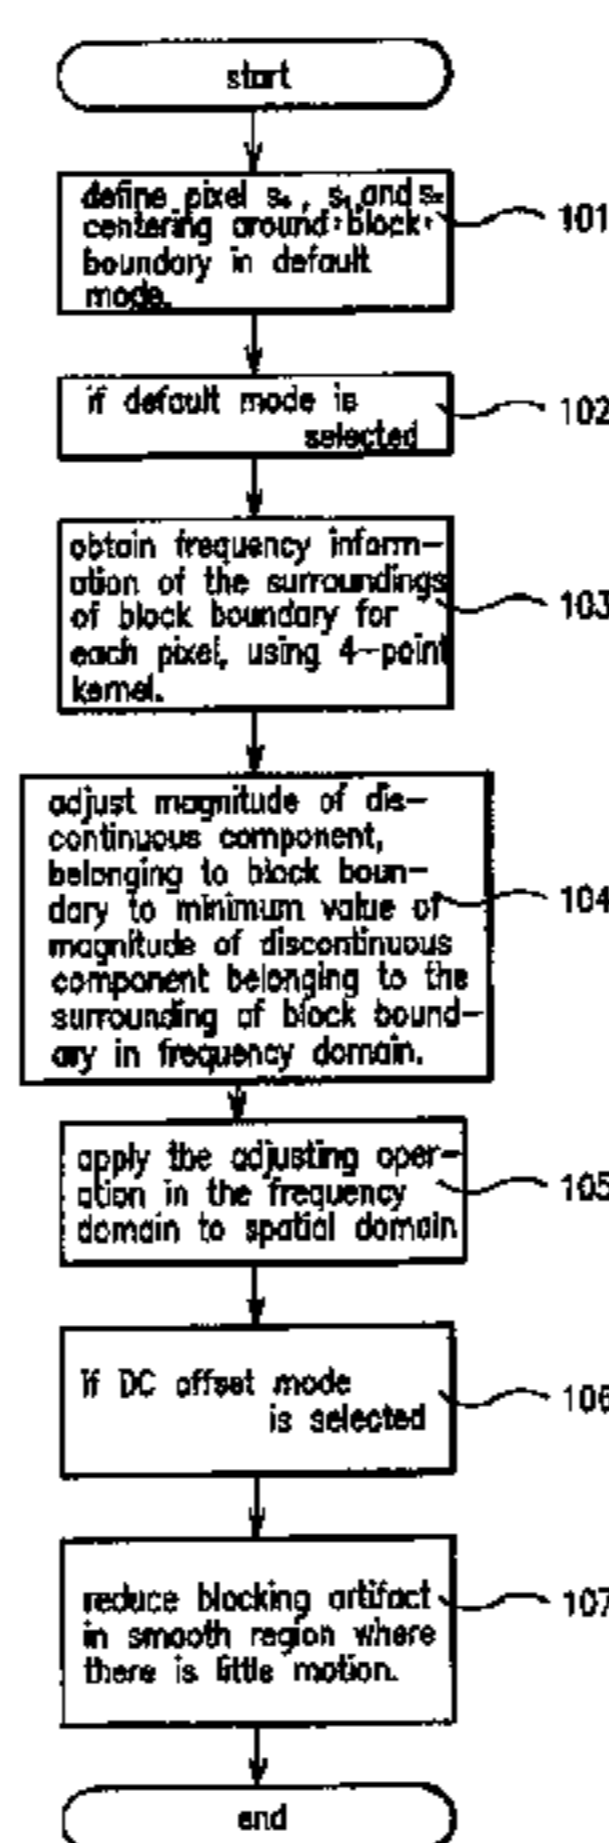 start
define pixel s₀, s₁ and s₂
centering around block
boundary in default
mode.
101
if default mode is
selected
102
obtain frequency inform-
ation of the surroundings
of block boundary for
each pixel, using 4-point
kernel.
103
adjust magnitude of dis-
continuous component,
belonging to block boun-
dary to minimum value of
magnitude of discontinuous
component belonging to the
surrounding of block bound-
ary in frequency domain.
104
apply the adjusting oper-
ation in the frequency
domain to spatial domain
105
if DC offset mode
is selected
106
reduce blocking artifact
in smooth region where
there is little motion.
107
end